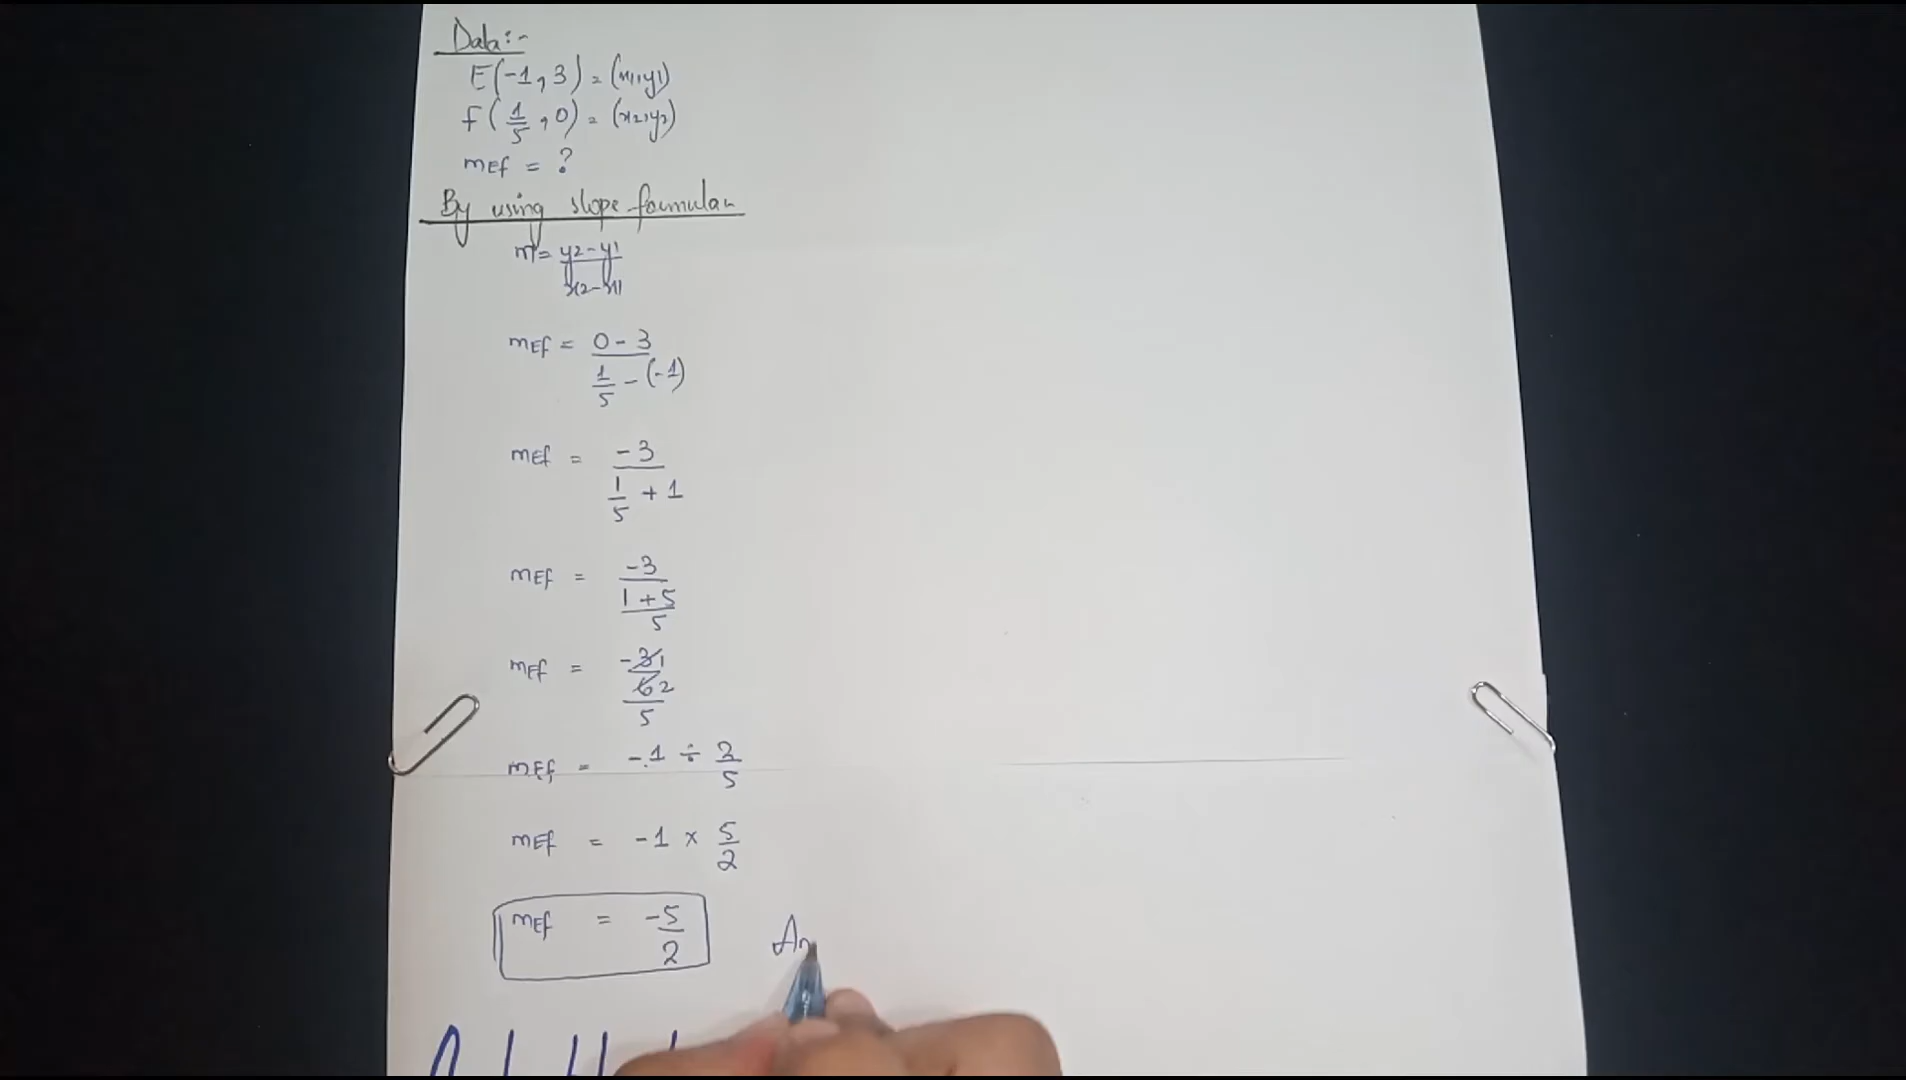 Data:-
E(-1, 3) = (x1, y1)
f(1/5, 0) = (x2, y2)
mEf = ?
By using slope formula
m = y2 - y1 / x2 - x1
mEf = 0 - 3 / 1/5 - (-1)
mEf = -3 / 1/5 + 1
mEf = -3 / 1+5 / 5
mEf = -3 1 / 6 2 / 5
mEf = -1 ÷ 2/5
mEf = -1 × 5/2
mEf = -5/2 An